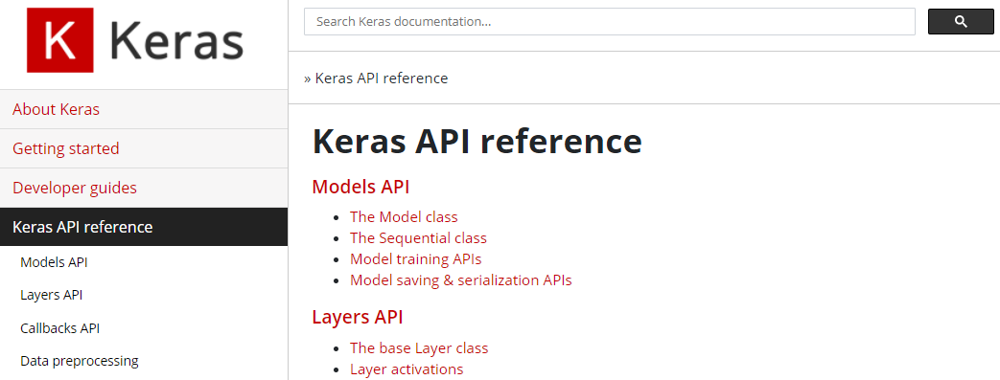 K Keras
About Keras
Getting started
Developer guides
Keras API reference
Models API
Layers API
Callbacks API
Data preprocessing
Search Keras documentation...
» Keras API reference
Keras API reference
Models API
• The Model class
• The Sequential class
• Model training APIs
• Model saving & serialization APIs
Layers API
• The base Layer class
• Layer activations